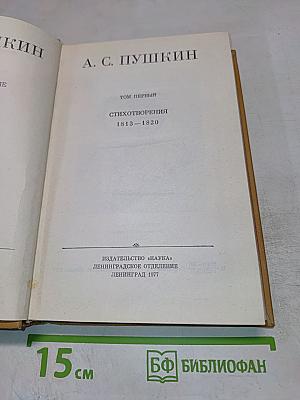 А. С. ПУШКИН
ТОМ ПЕРВЫЙ
СТИХОТВОРЕНИЯ
1813—1820
ИЗДАТЕЛЬСТВО «НАУКА»
ЛЕНИНГРАДСКОЕ ОТДЕЛЕНИЕ
ЛЕНИНГРАД 1977
15 см
БФ БИБЛИОФАН